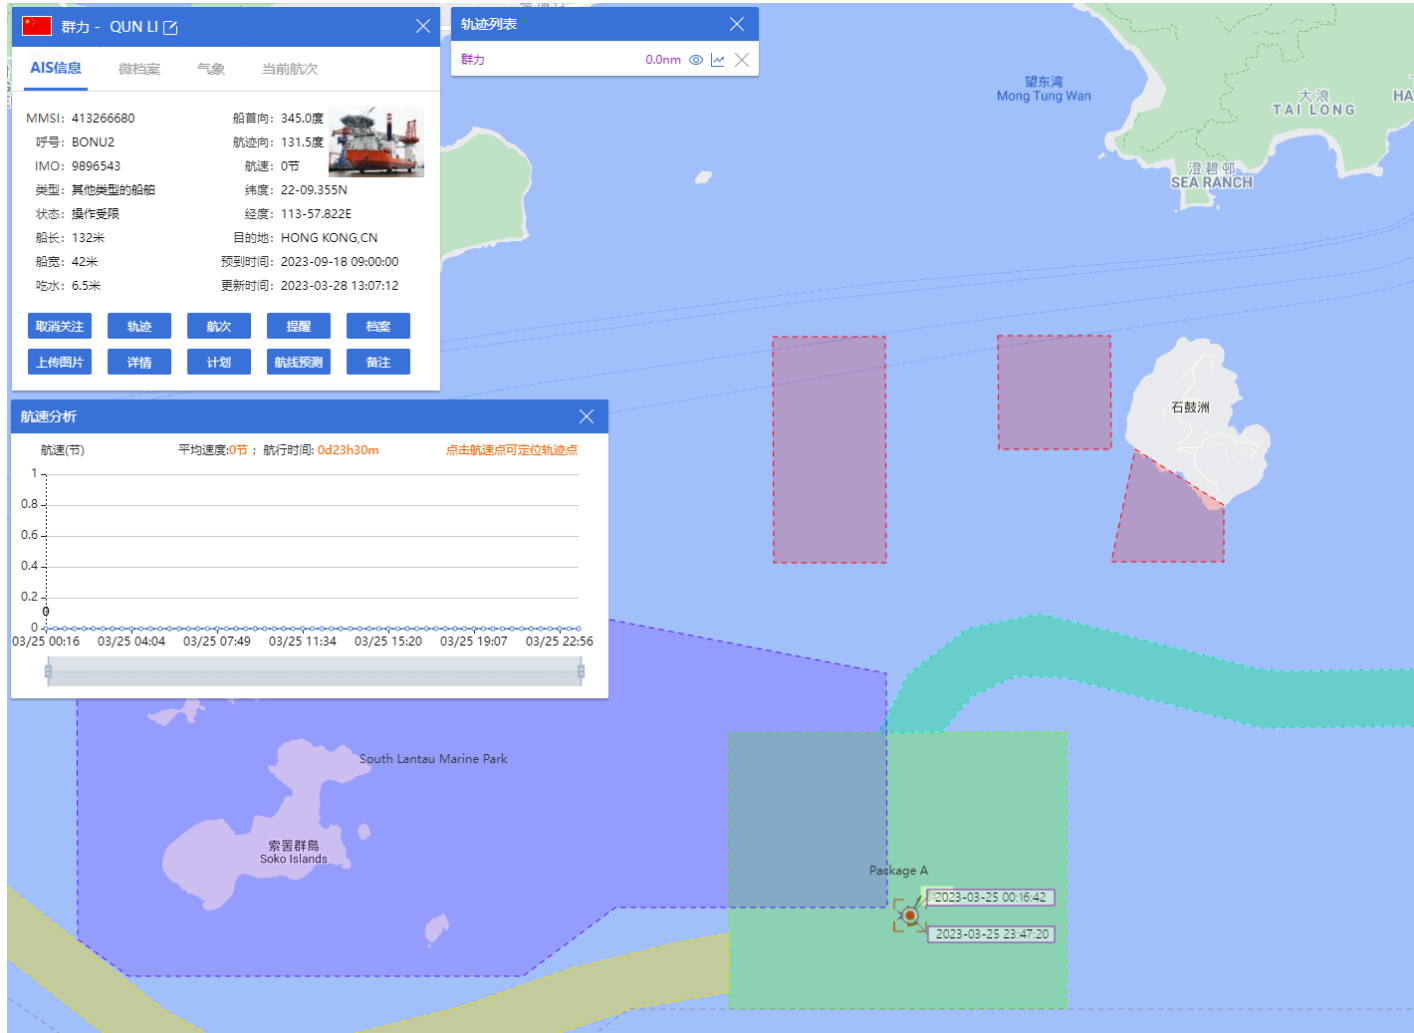 群力 - QUN LI
AIS信息 微档案 气象 当前航次
MMSI: 413266680 船首向: 345.0度
呼号: BONU2 航迹向: 131.5度
IMO: 9896543 航速: 0节
类型: 其他类型的船舶 纬度: 22-09.355N
状态: 操作受限 经度: 113-57.822E
船长: 132米 目的地: HONG KONG,CN
船宽: 42米 预到时间: 2023-09-18 09:00:00
吃水: 6.5米 更新时间: 2023-03-28 13:07:12
取消关注 轨迹 航次 提醒 档案
上传图片 详情 计划 航线预测 备注
轨迹列表
群力 0.0nm
航速分析
航速(节) 平均速度:0节 ; 航行时间: 0d23h30m 点击航速点可定位轨迹点
1
0.8
0.6
0.4
0.2
0
0
03/25 00:16 03/25 04:04 03/25 07:49 03/25 11:34 03/25 15:20 03/25 19:07 03/25 22:56
望东湾
Mong Tung Wan
大浪
TAI LONG
HA
澄碧邨
SEA RANCH
石鼓洲
South Lantau Marine Park
索罟群島
Soko Islands
Package A
2023-03-25 00:16:42
2023-03-25 23:47:20